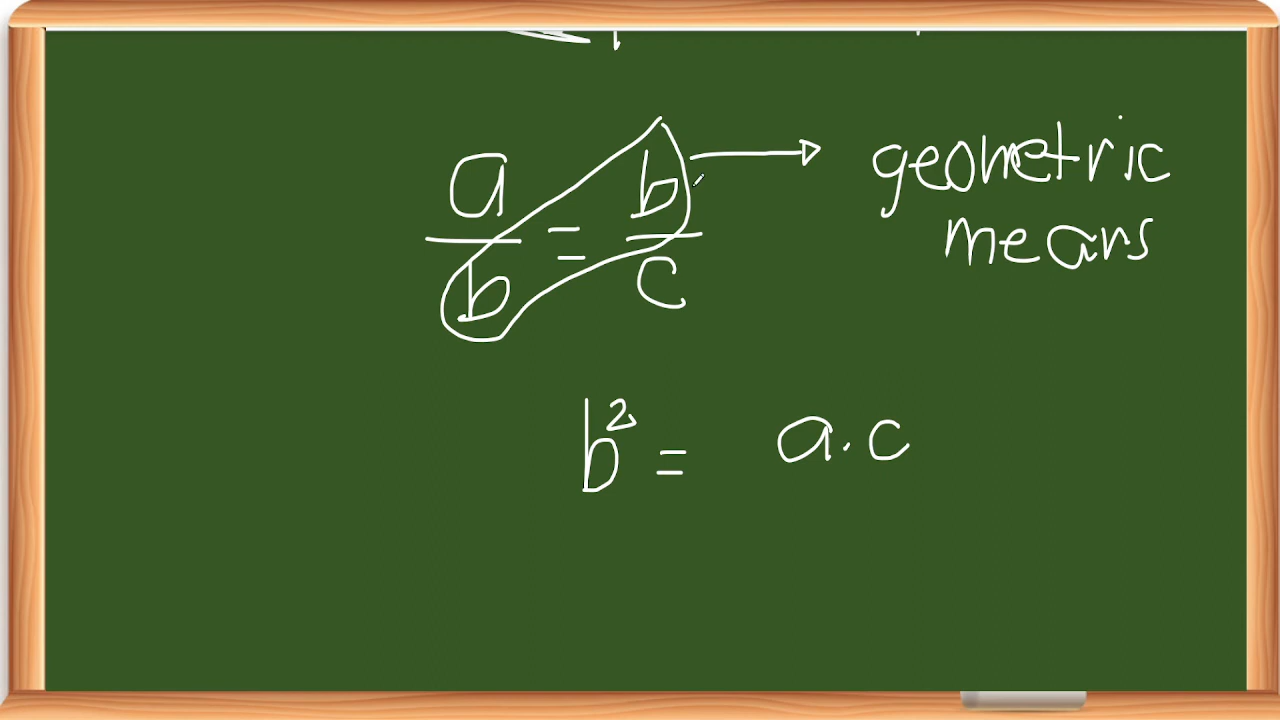 a/b = b/c → geometric
means
b² = a.c